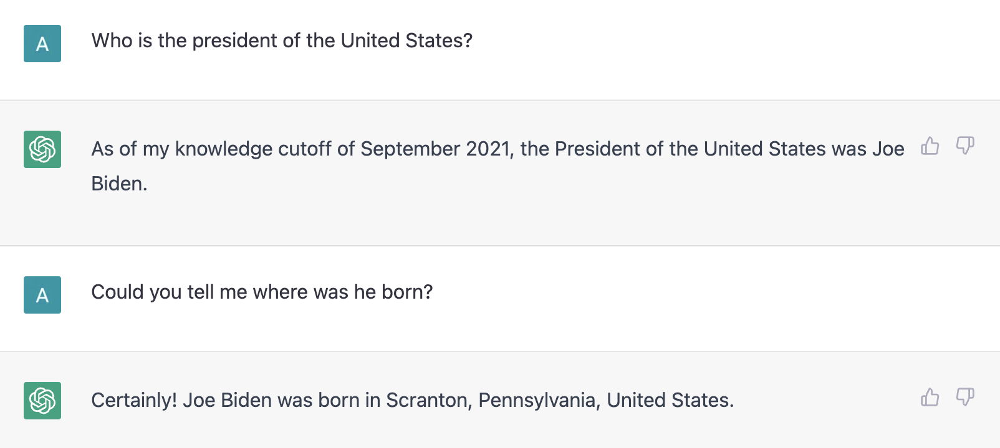 A
Who is the president of the United States?
As of my knowledge cutoff of September 2021, the President of the United States was Joe
Biden.
A
Could you tell me where was he born?
Certainly! Joe Biden was born in Scranton, Pennsylvania, United States.